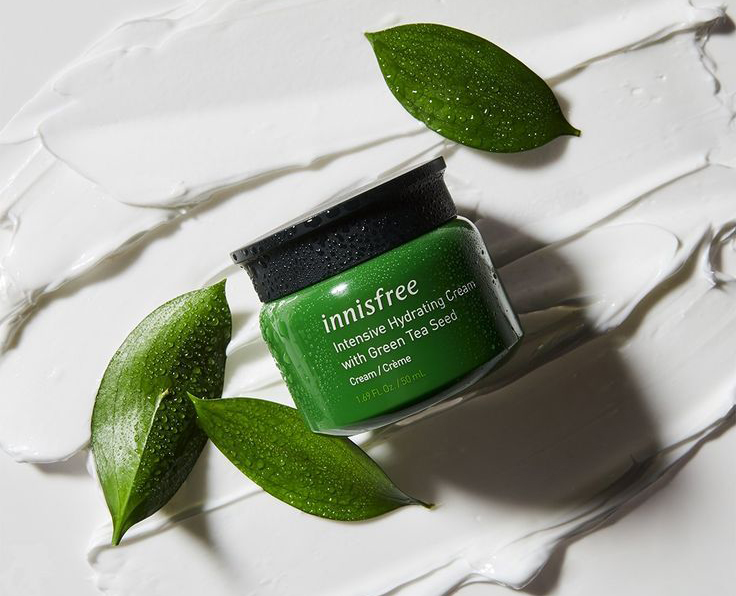 innisfree
Intensive Hydrating Cream
with Green Tea Seed
Cream / Crème
1.69 Fl. Oz. / 50 mL